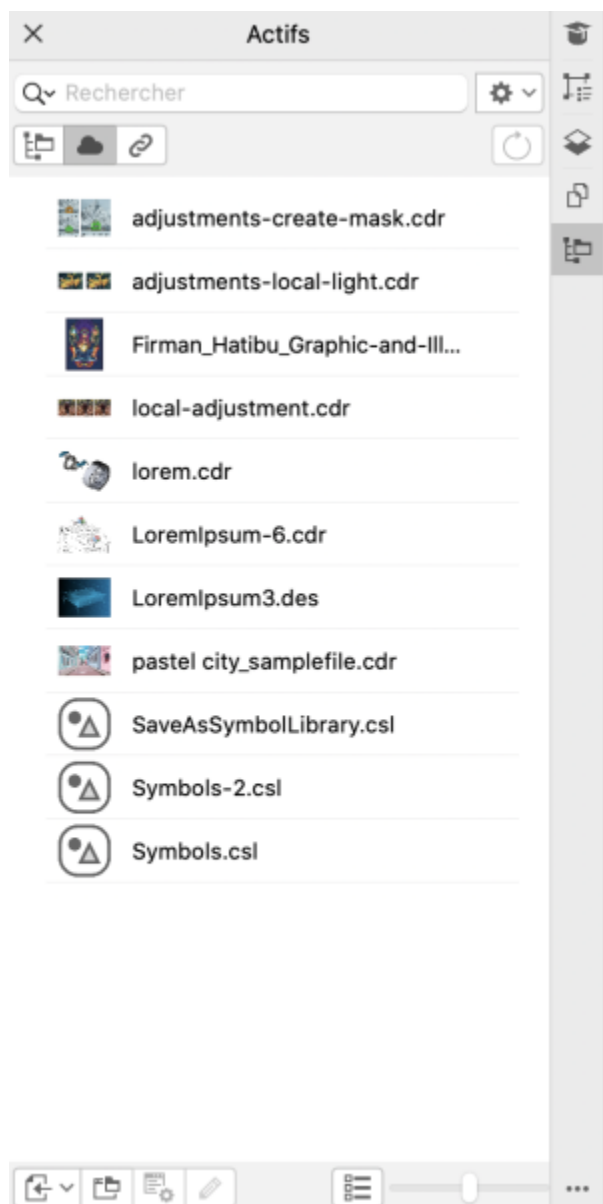 Actifs
Rechercher
adjustments-create-mask.cdr
adjustments-local-light.cdr
Firman_Hatibu_Graphic-and-Ill...
local-adjustment.cdr
lorem.cdr
LoremIpsum-6.cdr
LoremIpsum3.des
pastel city_samplefile.cdr
SaveAsSymbolLibrary.csl
Symbols-2.csl
Symbols.csl